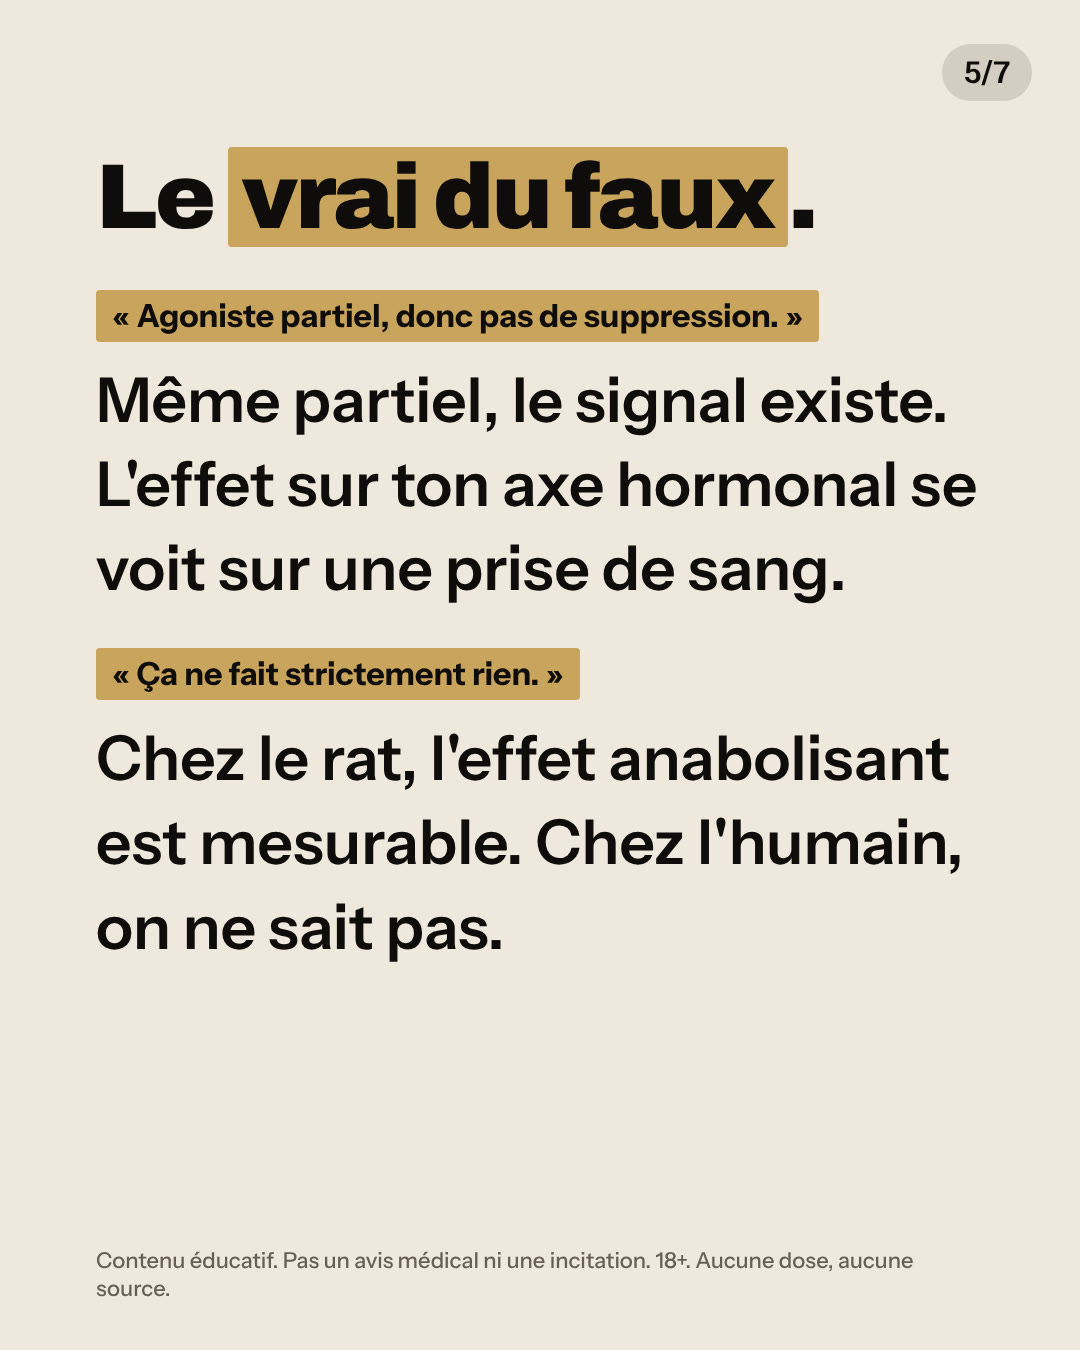 5/7
Le vrai du faux.
« Agoniste partiel, donc pas de suppression. »
Même partiel, le signal existe.
L'effet sur ton axe hormonal se
voit sur une prise de sang.
« Ça ne fait strictement rien. »
Chez le rat, l'effet anabolisant
est mesurable. Chez l'humain,
on ne sait pas.
Contenu éducatif. Pas un avis médical ni une incitation. 18+. Aucune dose, aucune
source.